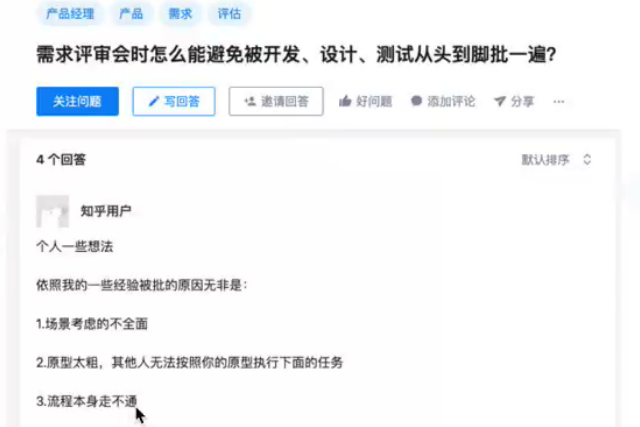 产品经理 产品 需求 评估
需求评审会时怎么能避免被开发、设计、测试从头到脚批一遍？
关注问题 写回答 邀请回答 好问题 添加评论 分享 ...
4 个回答 默认排序
知乎用户
个人一些想法
依照我的一些经验被批的原因无非是：
1.场景考虑的不全面
2.原型太粗，其他人无法按照你的原型执行下面的任务
3.流程本身走不通